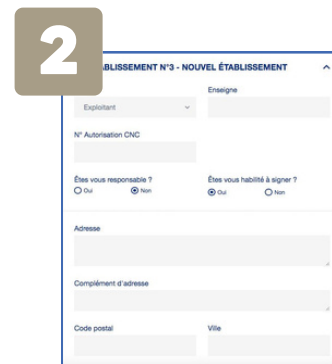 2
ABLISSEMENT N°3 - NOUVEL ÉTABLISSEMENT
Enseigne
Exploitant
N° Autorisation CNC
Êtes vous responsable ? Êtes vous habilité à signer ?
Oui Non Oui Non
Adresse
Complément d'adresse
Code postal Ville